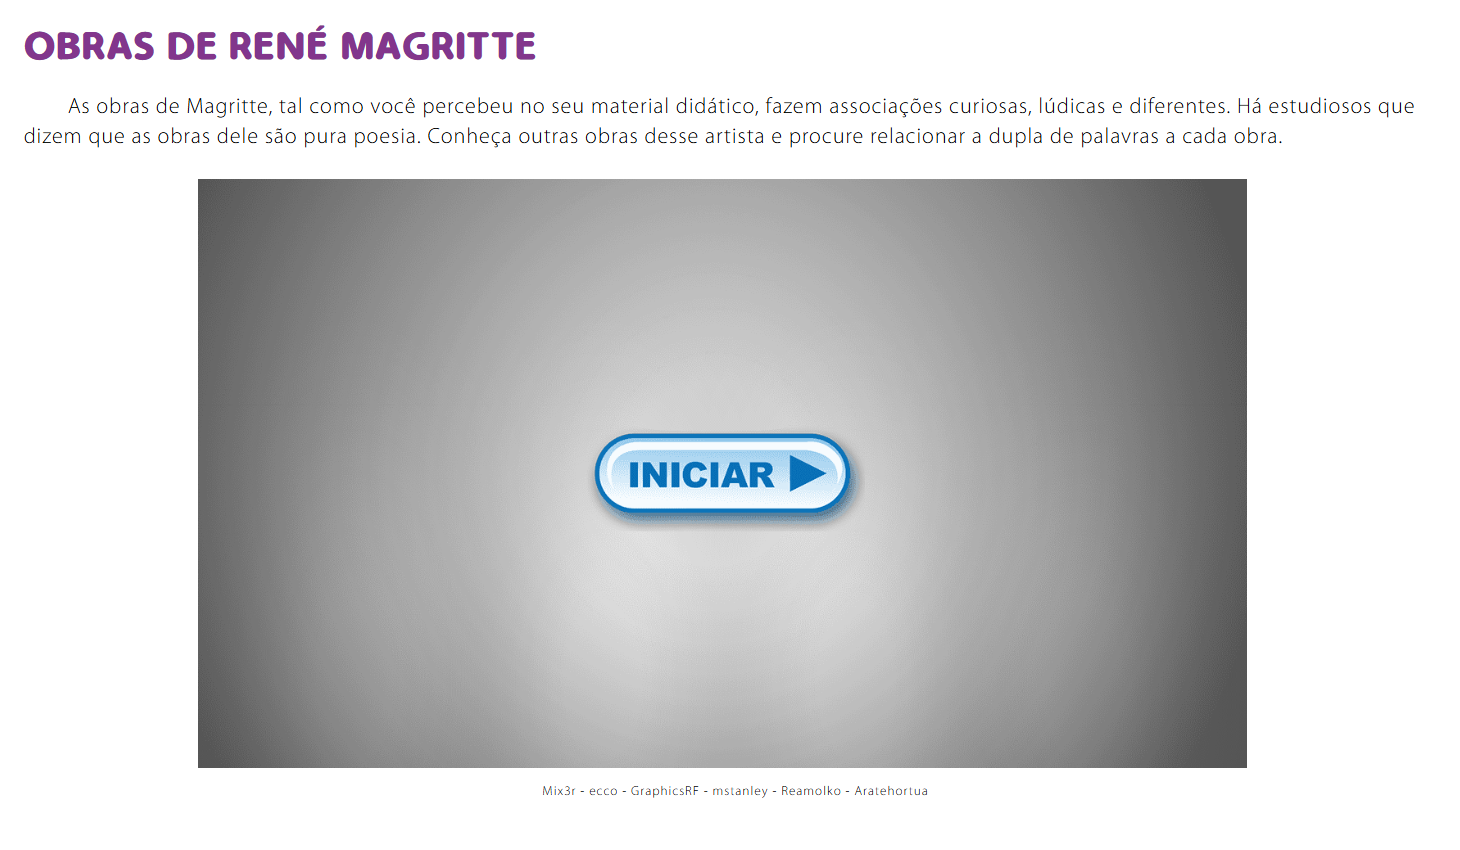 OBRAS DE RENÉ MAGRITTE
As obras de Magritte, tal como você percebeu no seu material didático, fazem associações curiosas, lúdicas e diferentes. Há estudiosos que
dizem que as obras dele são pura poesia. Conheça outras obras desse artista e procure relacionar a dupla de palavras a cada obra.
INICIAR
Mix3r - ecco - GraphicsRF - mstanley - Reamolko - Aratehortua